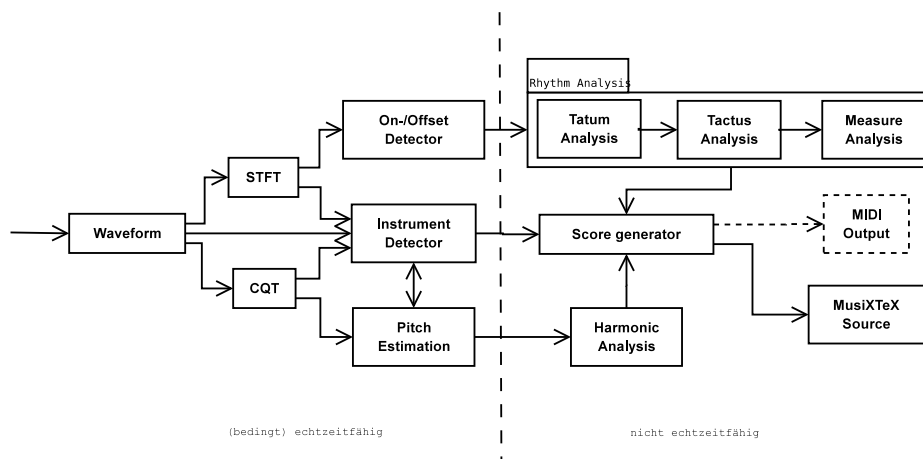 Rhythm Analysis
On-/Offset
Detector
Tatum
Analysis
Tactus
Analysis
Measure
Analysis
STFT
Waveform
Instrument
Detector
Score generator
MIDI
Output
CQT
Pitch
Estimation
Harmonic
Analysis
MusiXTeX
Source
(bedingt) echtzeitfähig
nicht echtzeitfähig